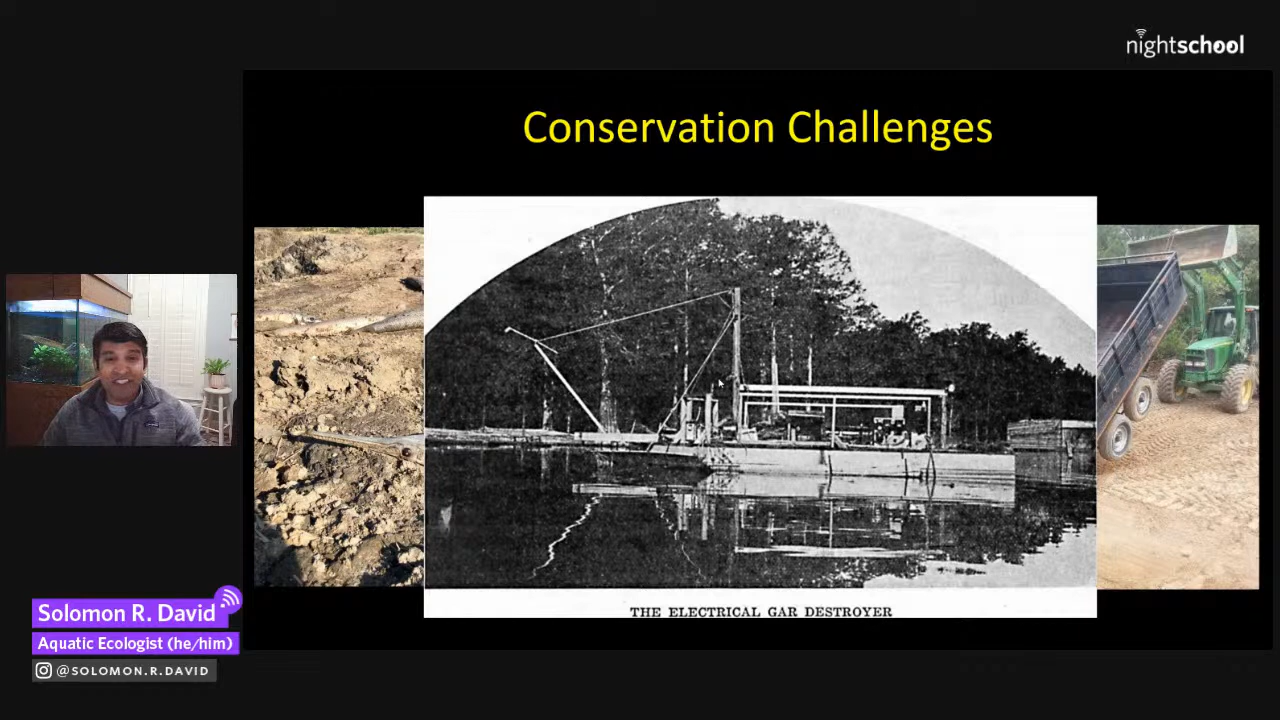 nightschool
Conservation Challenges
THE ELECTRICAL GAR DESTROYER
Solomon R. David
Aquatic Ecologist (he/him)
@SOLOMON.R.DAVID